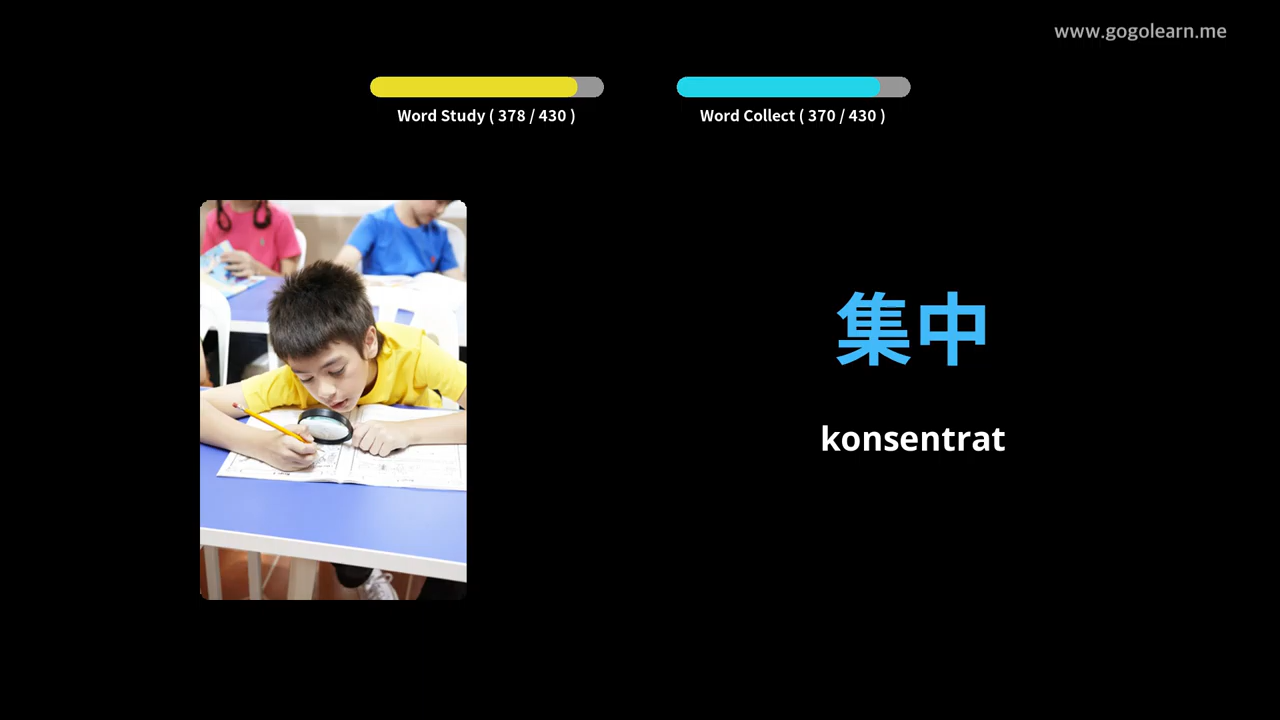 www.gogolearn.me
Word Study ( 378 / 430 )
Word Collect ( 370 / 430 )
集中
konsentrat